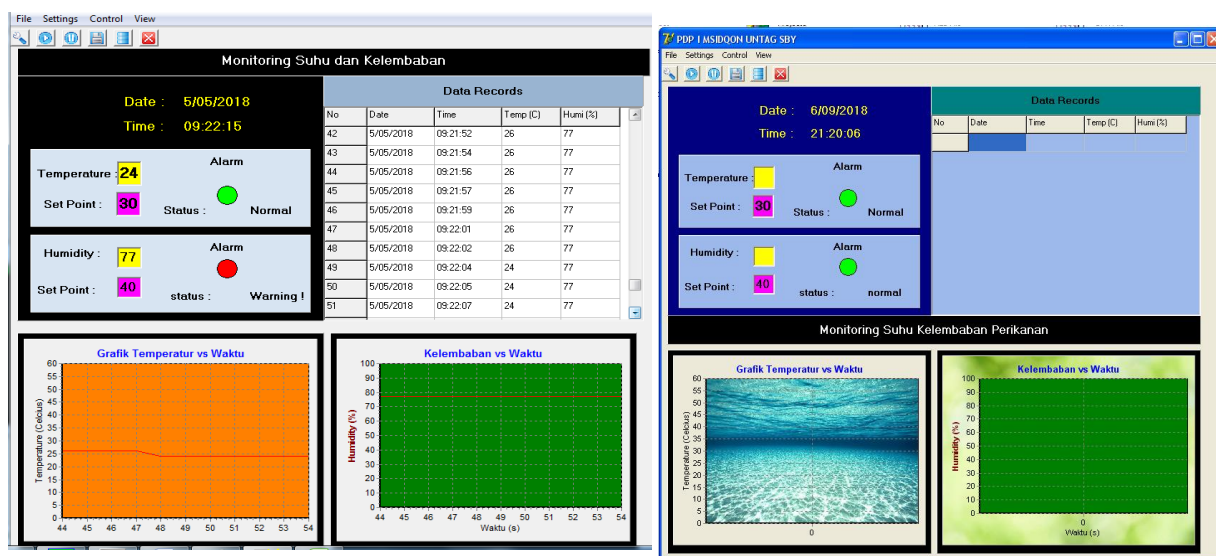 File Settings Control View
Monitoring Suhu dan Kelembaban
Date : 5/05/2018
Time : 09:22:15
Temperature : 24
Alarm
Set Point : 30
Status : Normal
Humidity : 77
Alarm
Set Point : 40
status : Warning !
Data Records
No Date Time Temp (C) Humi (%)
42 5/05/2018 09:21:52 26 77
43 5/05/2018 09:21:54 26 77
44 5/05/2018 09:21:56 26 77
45 5/05/2018 09:21:57 26 77
46 5/05/2018 09:21:59 26 77
47 5/05/2018 09:22:01 26 77
48 5/05/2018 09:22:02 26 77
49 5/05/2018 09:22:04 24 77
50 5/05/2018 09:22:05 24 77
51 5/05/2018 09:22:07 24 77
Grafik Temperatur vs Waktu
Temperature (Celcius)
60
55
50
45
40
35
30
25
20
15
10
5
0
44 45 46 47 48 49 50 51 52 53 54
Kelembaban vs Waktu
Humidity (%)
100
90
80
70
60
50
40
30
20
10
0
44 45 46 47 48 49 50 51 52 53 54
Waktu (s)
PDP I MSIDQON UNTAG SBY
File Settings Control View
Date : 6/09/2018
Time : 21:20:06
Temperature :
Alarm
Set Point : 30
Status : Normal
Humidity :
Alarm
Set Point : 40
status : normal
Data Records
No Date Time Temp (C) Humi (%)
Monitoring Suhu Kelembaban Perikanan
Grafik Temperatur vs Waktu
Temperature (Celcius)
60
55
50
45
40
35
30
25
20
15
10
5
0
0
Kelembaban vs Waktu
Humidity (%)
100
90
80
70
60
50
40
30
20
10
0
0
Waktu (s)